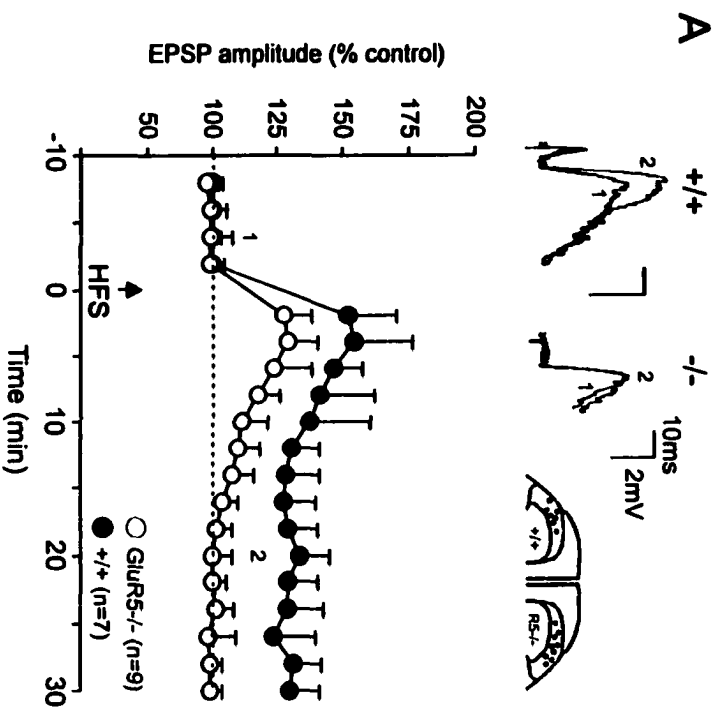 A
+/+
-/-
2
1
2
1
10ms
2mV
+/+
R5-/-
EPSP amplitude (% control)
200
175
150
125
100
50
1
2
HFS
GluR5-/- (n=9)
+/+ (n=7)
-10
0
10
20
30
Time (min)